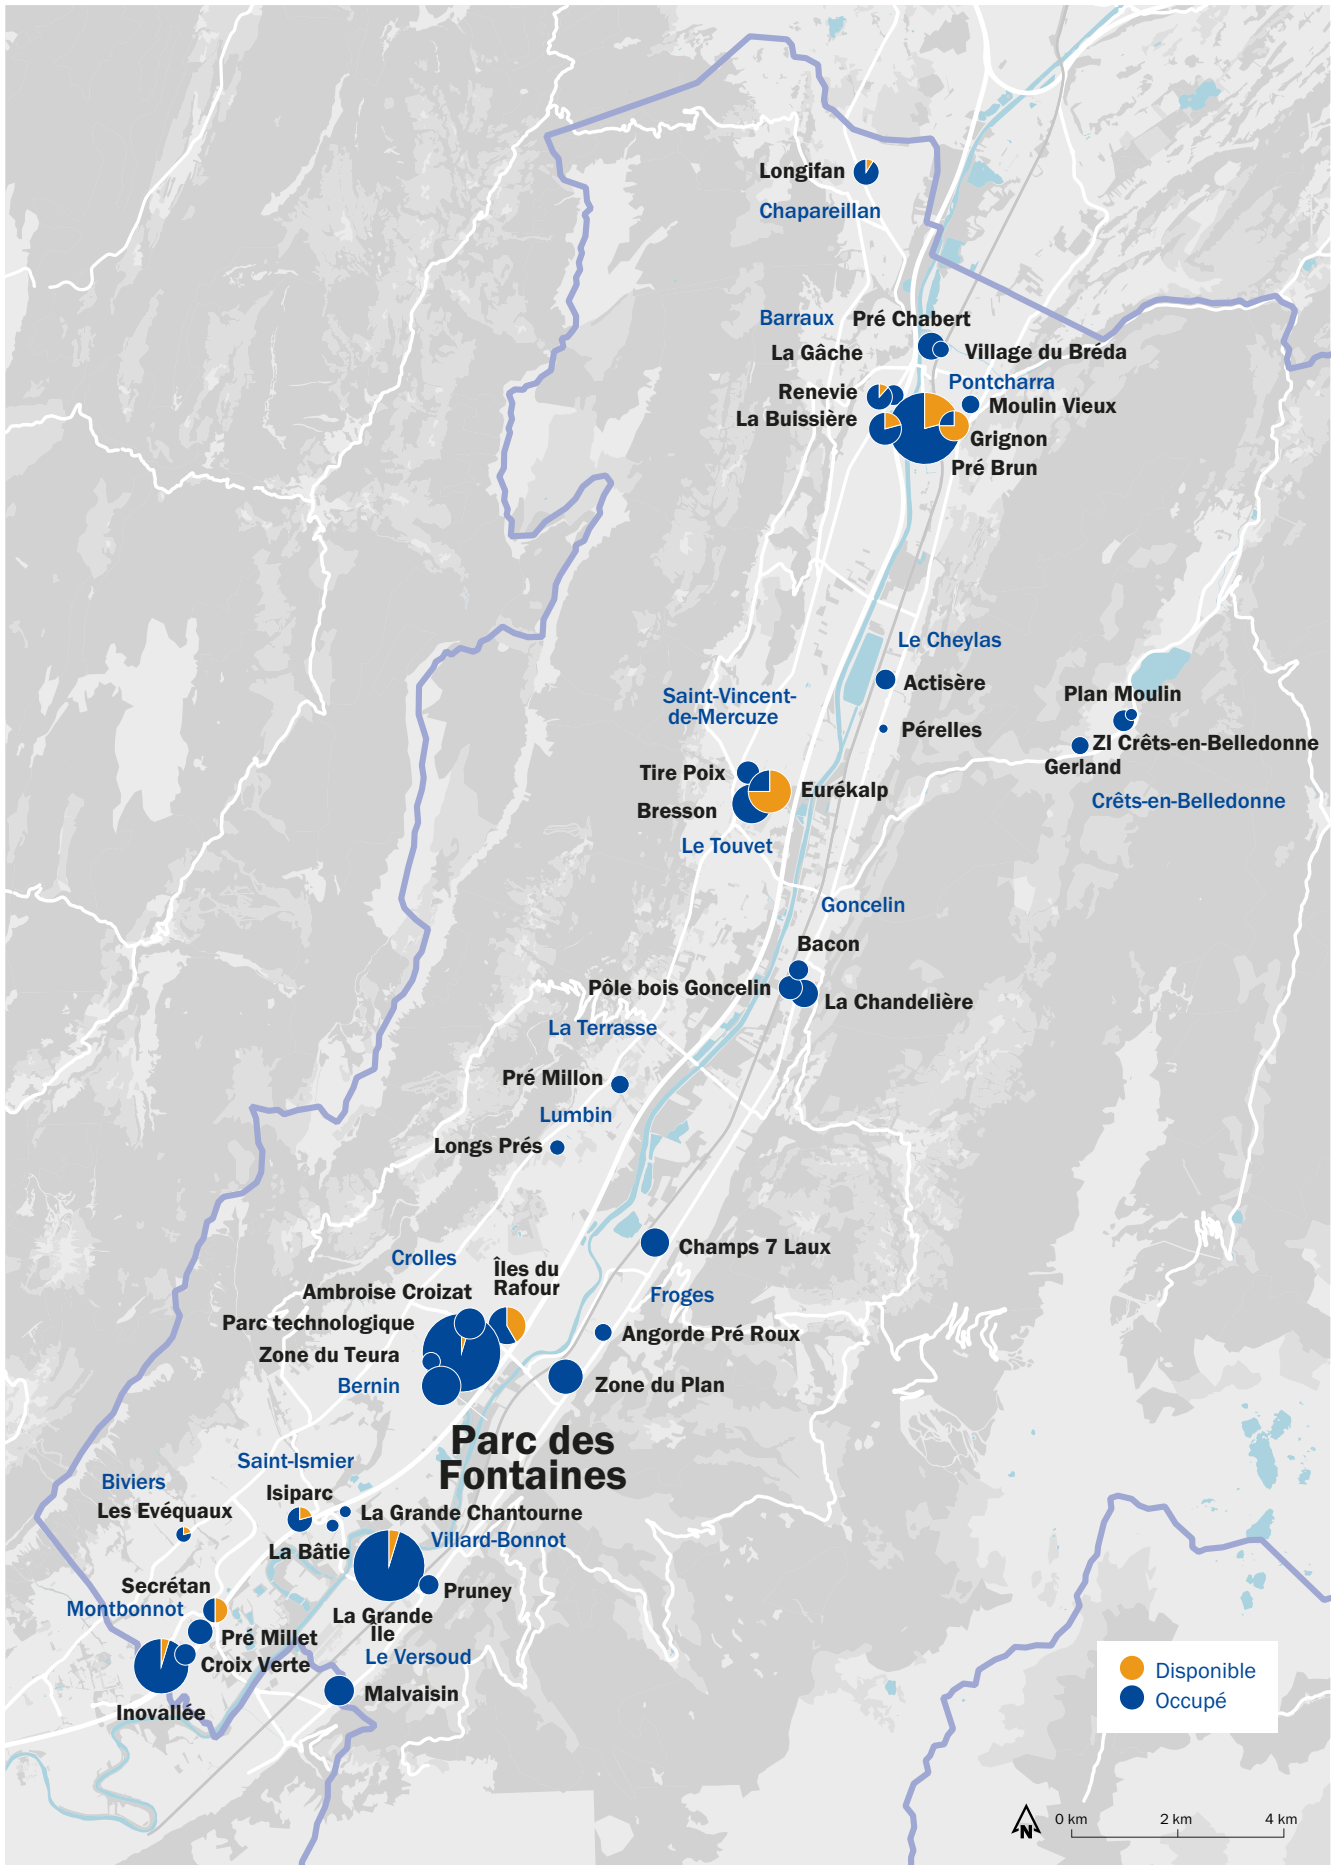 Longifan
Chapareillan
Barraux
Pré Chabert
La Gâche
Village du Bréda
Pontcharra
Renevie
Moulin Vieux
La Buissière
Grignon
Pré Brun
Le Cheylas
Actisère
Saint-Vincent-
de-Mercuze
Plan Moulin
Pérelles
ZI Crêts-en-Belledonne
Gerland
Tire Poix
Eurékalp
Bresson
Crêts-en-Belledonne
Le Touvet
Goncelin
Bacon
Pôle bois Goncelin
La Chandelière
La Terrasse
Pré Millon
Lumbin
Longs Prés
Champs 7 Laux
Crolles
Îles du
Rafour
Ambroise Croizat
Froges
Parc technologique
Angorde Pré Roux
Zone du Teura
Bernin
Zone du Plan
Parc des
Fontaines
Saint-Ismier
Biviers
Isiparc
Les Evéquaux
La Grande Chantourne
Villard-Bonnot
La Bâtie
Secrétan
Pruney
Montbonnot
La Grande
Île
Pré Millet
Le Versoud
Croix Verte
Malvaisin
Inovallée
Disponible
Occupé
N
0 km
2 km
4 km